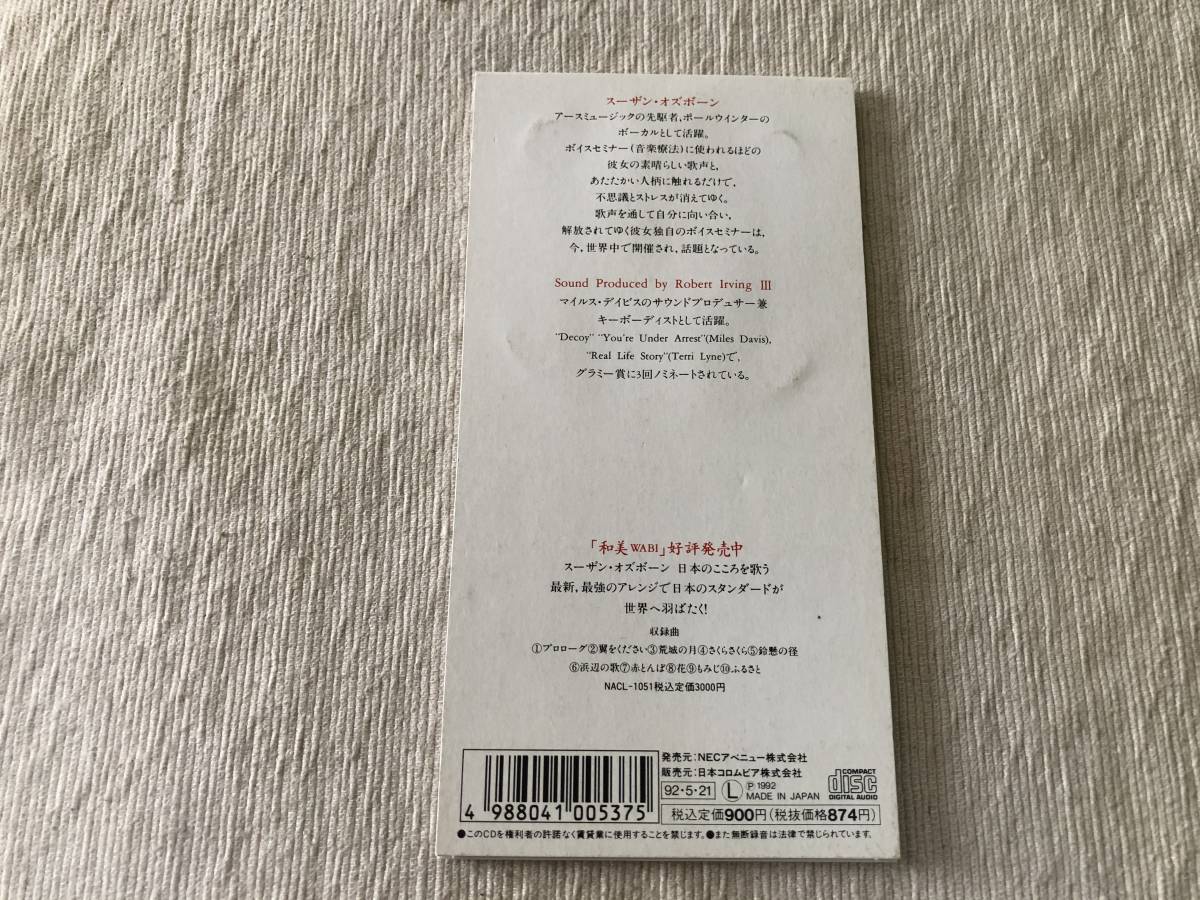 スーザン・オズボーン
アースミュージックの先駆者，ポールウインターの
ボーカルとして活躍。
ボイスセミナー(音楽療法)に使われるほどの
彼女の素晴らしい歌声と，
あたたかい人柄に触れるだけで，
不思議とストレスが消えてゆく。
歌声を通して自分に向い合い，
解放されてゆく彼女独自のボイスセミナーは，
今，世界中で開催され，話題となっている。
Sound Produced by Robert Irving III
マイルス・デイビスのサウンドプロデュサー兼
キーボーディストとして活躍。
"Decoy" "You're Under Arrest"(Miles Davis),
"Real Life Story"(Terri Lyne)で，
グラミー賞に3回ノミネートされている。
「和美 WABI」好評発売中
スーザン・オズボーン 日本のこころを歌う
最新，最強のアレンジで日本のスタンダードが
世界へ羽ばたく!
収録曲
①プロローグ②翼をください③荒城の月④さくらさくら⑤鈴懸の径
⑥浜辺の歌⑦赤とんぼ⑧花⑨もみじ⑩ふるさと
NACL-1051税込定価3000円
発売元：NECアベニュー株式会社
販売元：日本コロムビア株式会社
92・5・21 Ⓛ Ⓟ 1992 MADE IN JAPAN
COMPACT disc DIGITAL AUDIO
4 988041 005375
税込定価900円(税抜価格874円)
●このCDを権利者の許諾なく賃貸業に使用することを禁じます。●また無断録音は法律で禁じられています。